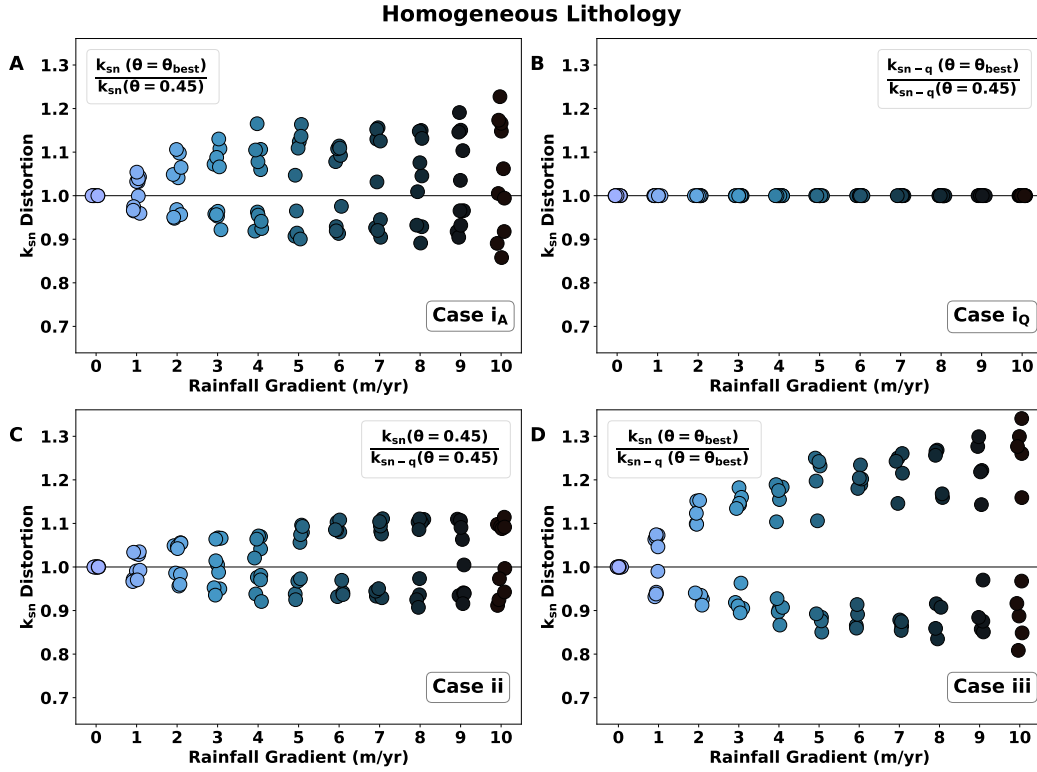 Homogeneous Lithology
A
k_sn (θ = θ_best)
k_sn(θ = 0.45)
1.3
1.2
1.1
1.0
0.9
0.8
0.7
k_sn Distortion
Case i_A
0 1 2 3 4 5 6 7 8 9 10
Rainfall Gradient (m/yr)
B
k_sn−q (θ = θ_best)
k_sn−q(θ = 0.45)
1.3
1.2
1.1
1.0
0.9
0.8
0.7
k_sn Distortion
Case i_Q
0 1 2 3 4 5 6 7 8 9 10
Rainfall Gradient (m/yr)
C
k_sn(θ = 0.45)
k_sn−q(θ = 0.45)
1.3
1.2
1.1
1.0
0.9
0.8
0.7
k_sn Distortion
Case ii
0 1 2 3 4 5 6 7 8 9 10
Rainfall Gradient (m/yr)
D
k_sn (θ = θ_best)
k_sn−q (θ = θ_best)
1.3
1.2
1.1
1.0
0.9
0.8
0.7
k_sn Distortion
Case iii
0 1 2 3 4 5 6 7 8 9 10
Rainfall Gradient (m/yr)